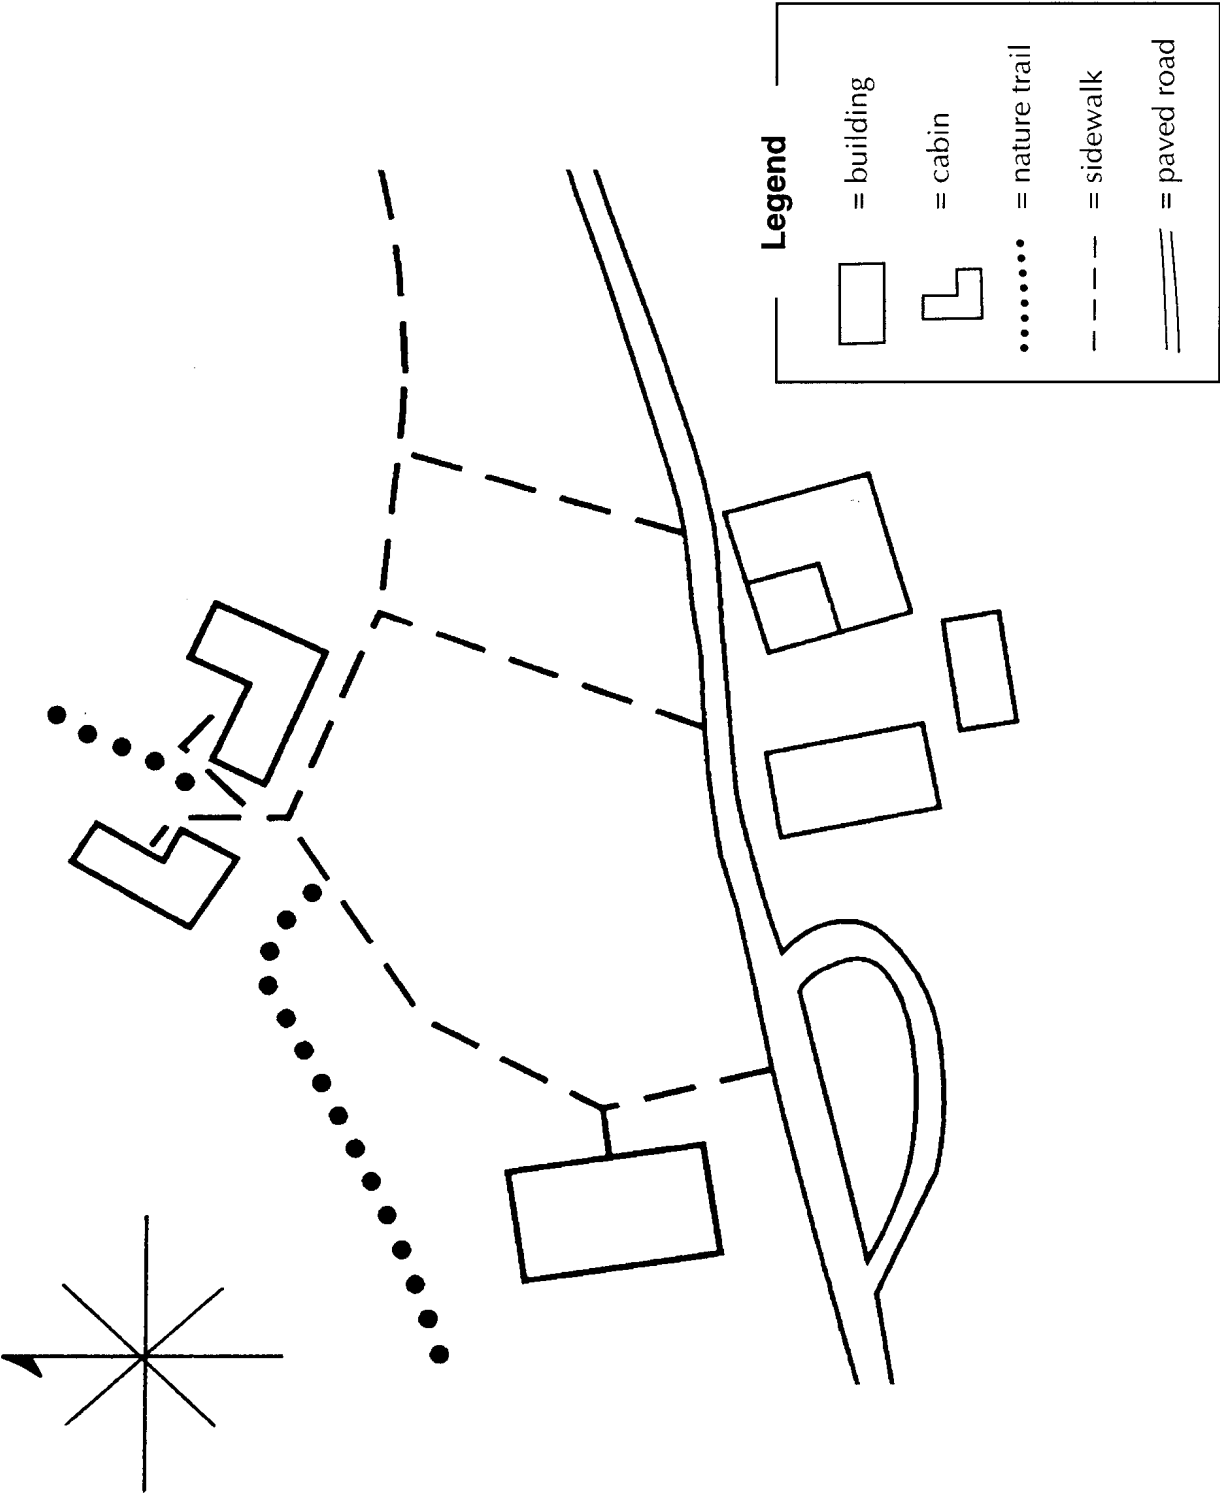 Legend
= building
= cabin
= nature trail
= sidewalk
= paved road